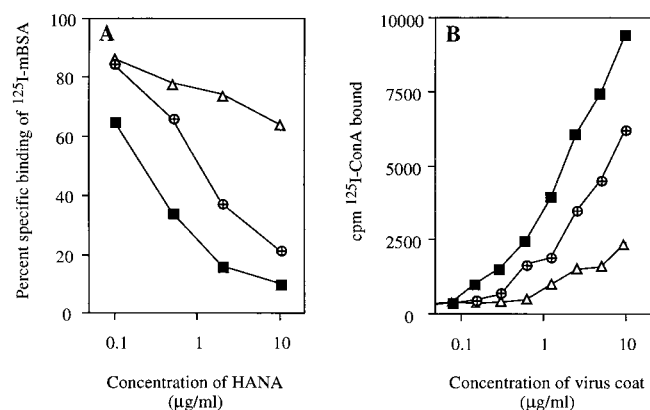 A
Percent specific binding of ¹²⁵I-mBSA
100
80
60
40
20
0
0.1 1 10
Concentration of HANA
(μg/ml)
B
cpm ¹²⁵I-ConA bound
10000
7500
5000
2500
0
0.1 1 10
Concentration of virus coat
(μg/ml)